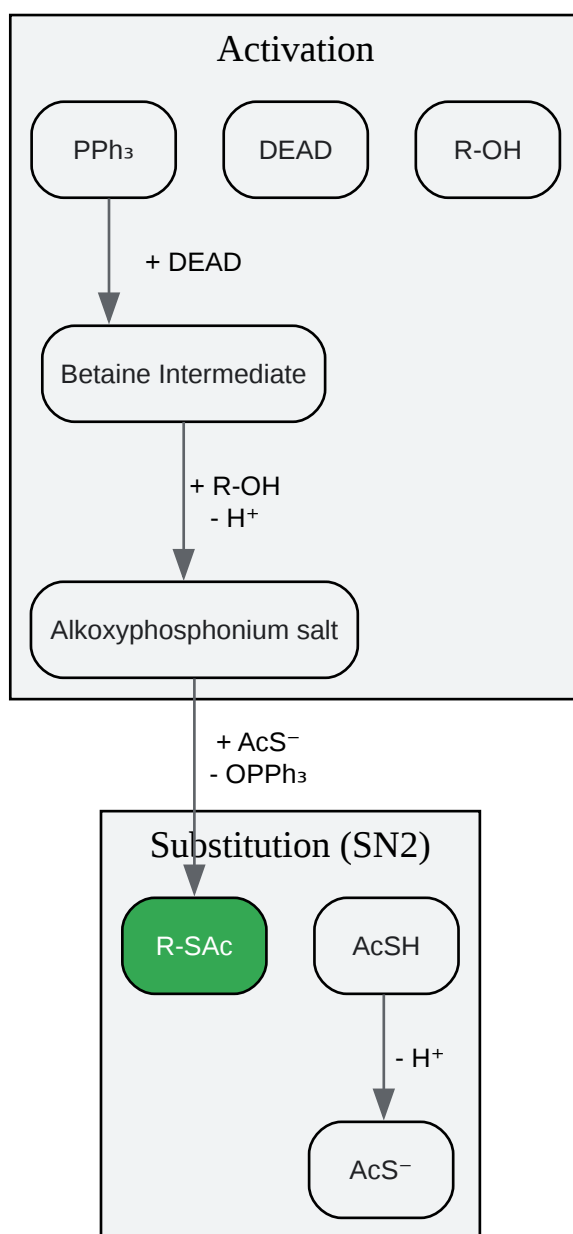 Activation
PPh₃
DEAD
R-OH
+ DEAD
Betaine Intermediate
+ R-OH
- H⁺
Alkoxyphosphonium salt
+ AcS⁻
- OPPh₃
Substitution (SN2)
R-SAc
AcSH
- H⁺
AcS⁻